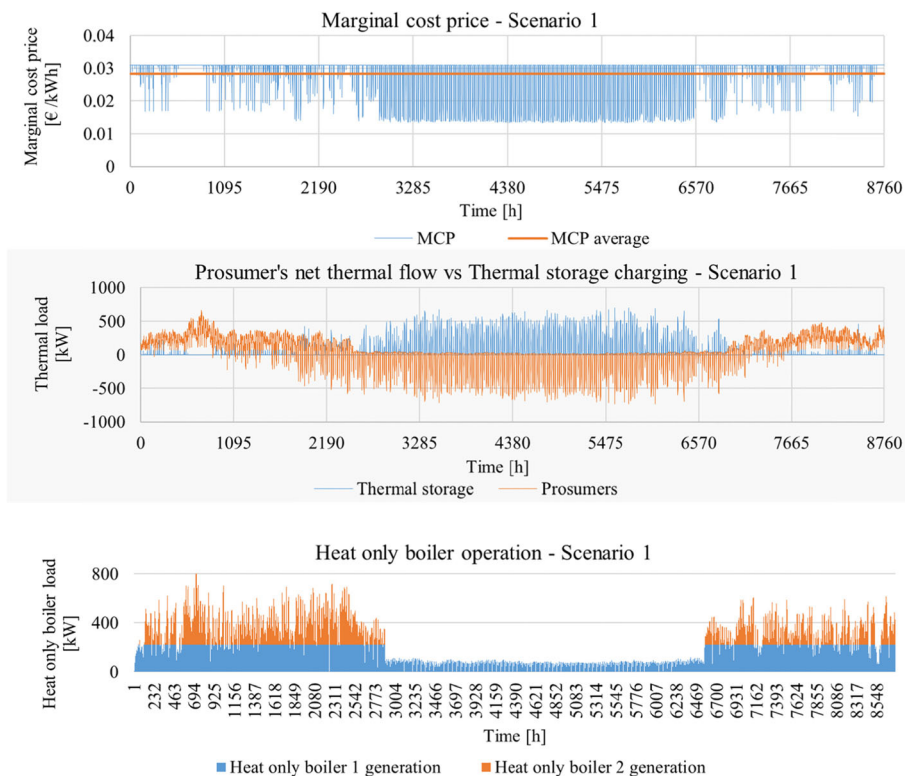 Marginal cost price - Scenario 1
Marginal cost price
[€/kWh]
0.04
0.03
0.02
0.01
0
0 1095 2190 3285 4380 5475 6570 7665 8760
Time [h]
MCP MCP average
Prosumer's net thermal flow vs Thermal storage charging - Scenario 1
Thermal load
[kW]
1000
500
0
-500
-1000
0 1095 2190 3285 4380 5475 6570 7665 8760
Time [h]
Thermal storage Prosumers
Heat only boiler operation - Scenario 1
Heat only boiler load
[kW]
800
400
0
1 232 463 694 925 1156 1387 1618 1849 2080 2311 2542 2773 3004 3235 3466 3697 3928 4159 4390 4621 4852 5083 5314 5545 5776 6007 6238 6469 6700 6931 7162 7393 7624 7855 8086 8317 8548
Time [h]
Heat only boiler 1 generation Heat only boiler 2 generation